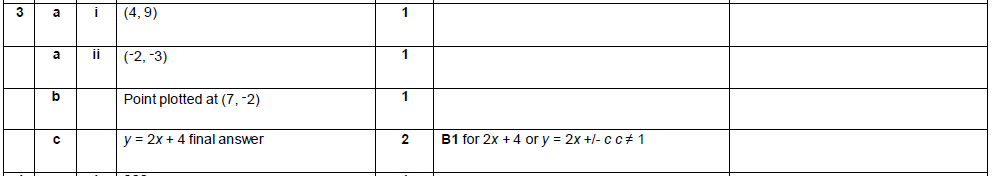 3 a i (4, 9) 1
a ii (-2, -3) 1
b Point plotted at (7, -2) 1
c y = 2x + 4 final answer 2 B1 for 2x + 4 or y = 2x +/- c c ≠ 1